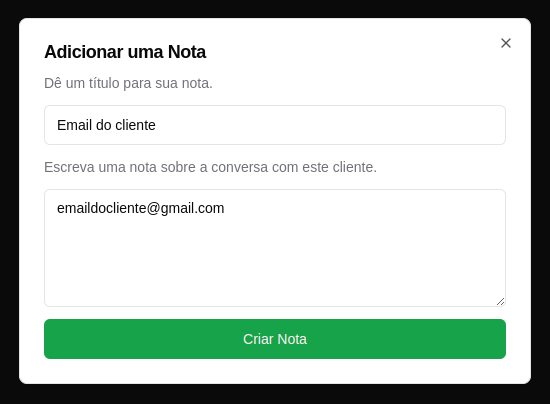 Adicionar uma Nota
Dê um título para sua nota.
Email do cliente
Escreva uma nota sobre a conversa com este cliente.
emaildocliente@gmail.com
Criar Nota